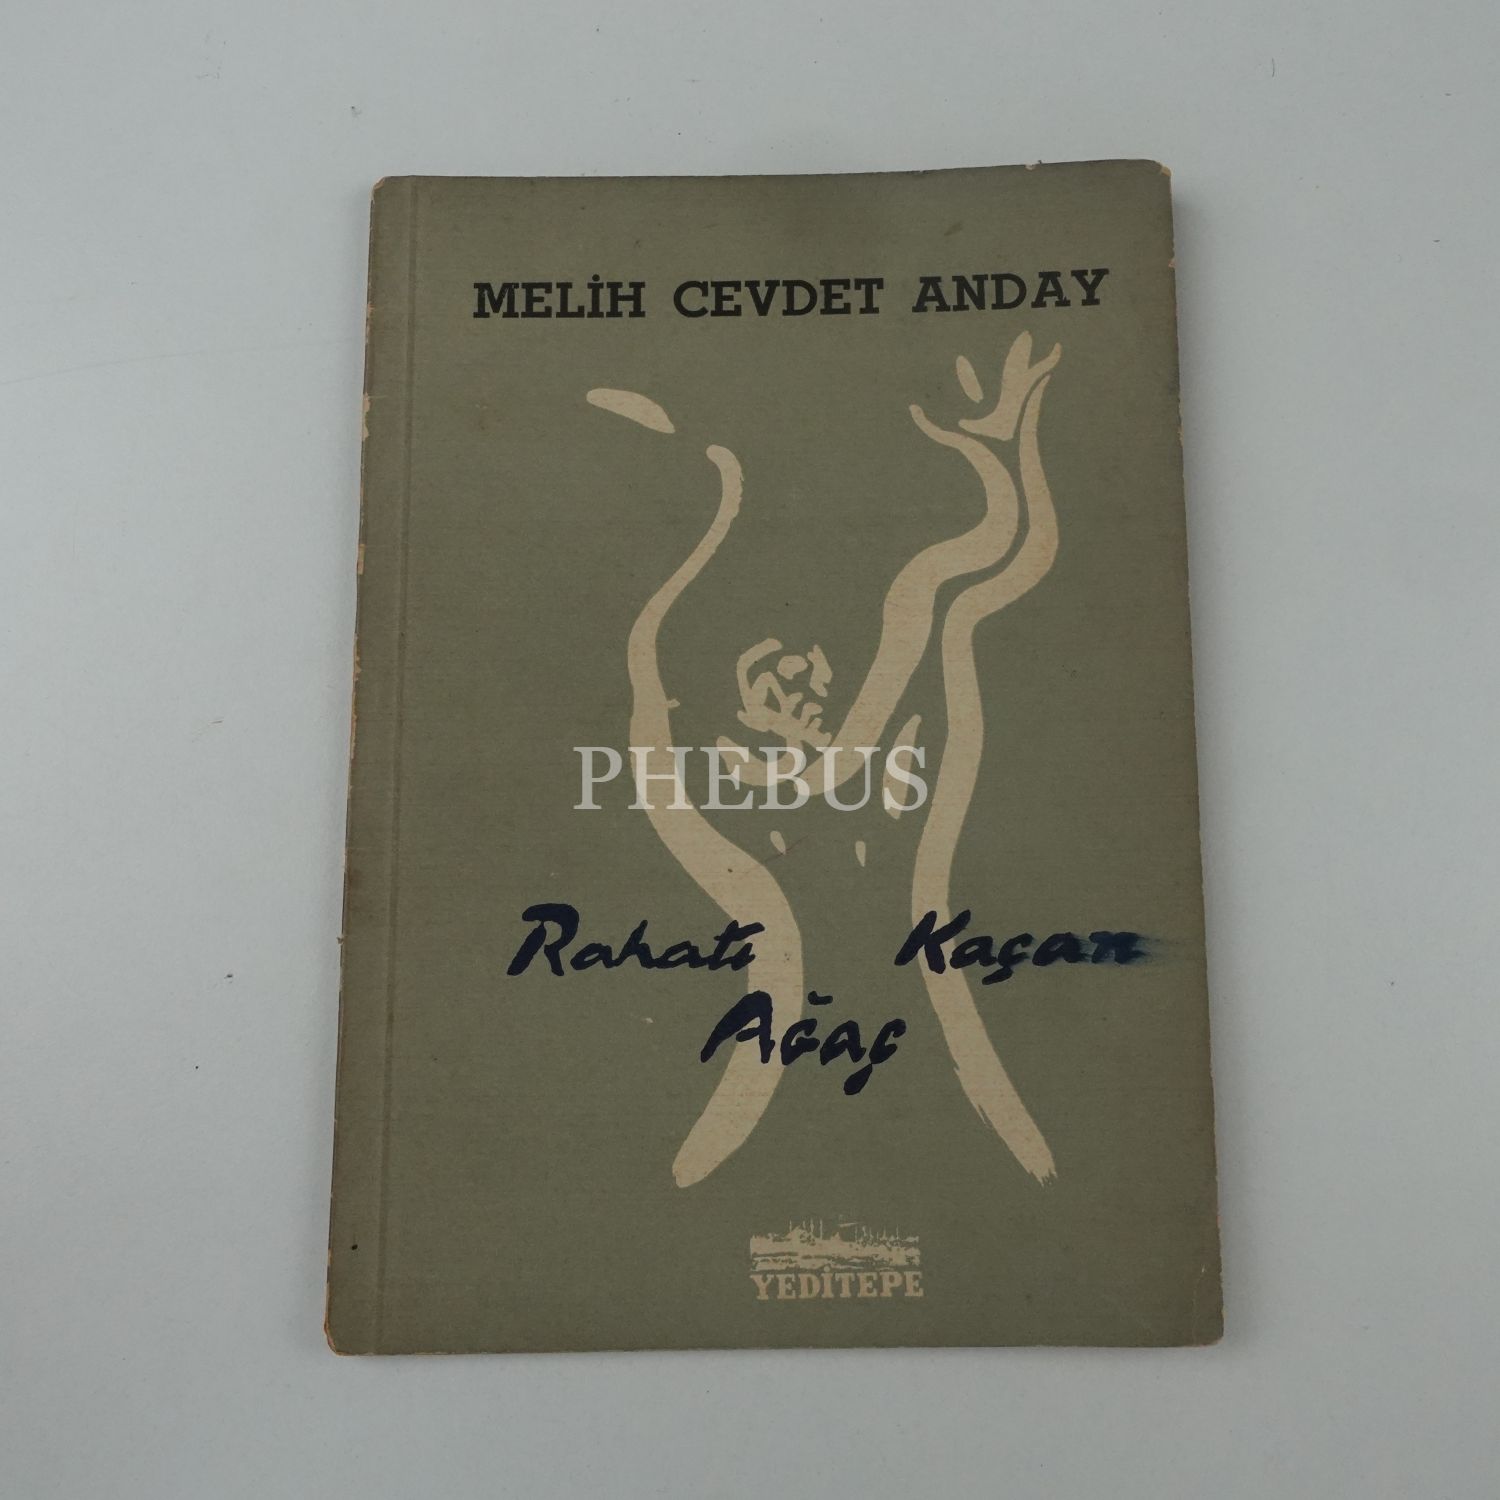 MELİH CEVDET ANDAY
PHEBUS
Rahatı Kaçan
Ağaç
YEDİTEPE